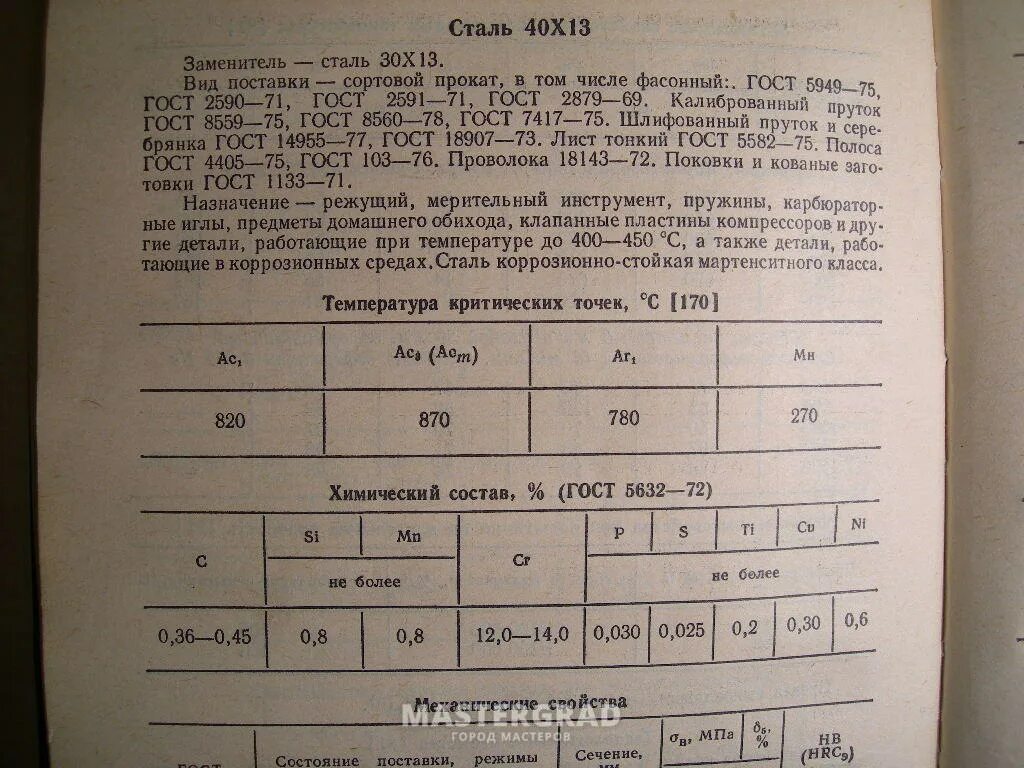 Сталь 40Х13
Заменитель — сталь 30Х13.
Вид поставки — сортовой прокат, в том числе фасонный:. ГОСТ 5949—75,
ГОСТ 2590—71, ГОСТ 2591—71, ГОСТ 2879—69. Калиброванный пруток
ГОСТ 8559—75, ГОСТ 8560—78, ГОСТ 7417—75. Шлифованный пруток и сере-
брянка ГОСТ 14955—77, ГОСТ 18907—73. Лист тонкий ГОСТ 5582—75. Полоса
ГОСТ 4405—75, ГОСТ 103—76. Проволока 18143—72. Поковки и кованые заго-
товки ГОСТ 1133—71.
Назначение — режущий, мерительный инструмент, пружины, карбюратор-
ные иглы, предметы домашнего обихода, клапанные пластины компрессоров и дру-
гие детали, работающие при температуре до 400—450 °С, а также детали, рабо-
тающие в коррозионных средах. Сталь коррозионно-стойкая мартенситного класса.
Температура критических точек, °С [170]
Ac₁ Ac₃ (Acm) Ar₁ Мн
820 870 780 270
Химический состав, % (ГОСТ 5632—72)
C Si Mn Cr P S Ti Cu Ni
не более не более
0,36—0,45 0,8 0,8 12,0—14,0 0,030 0,025 0,2 0,30 0,6
Механические свойства
MASTERGRAD
ГОРОД МАСТЕРОВ
Состояние поставки, режимы Сечение, σв, МПа δ₅, % НВ (HRCэ)